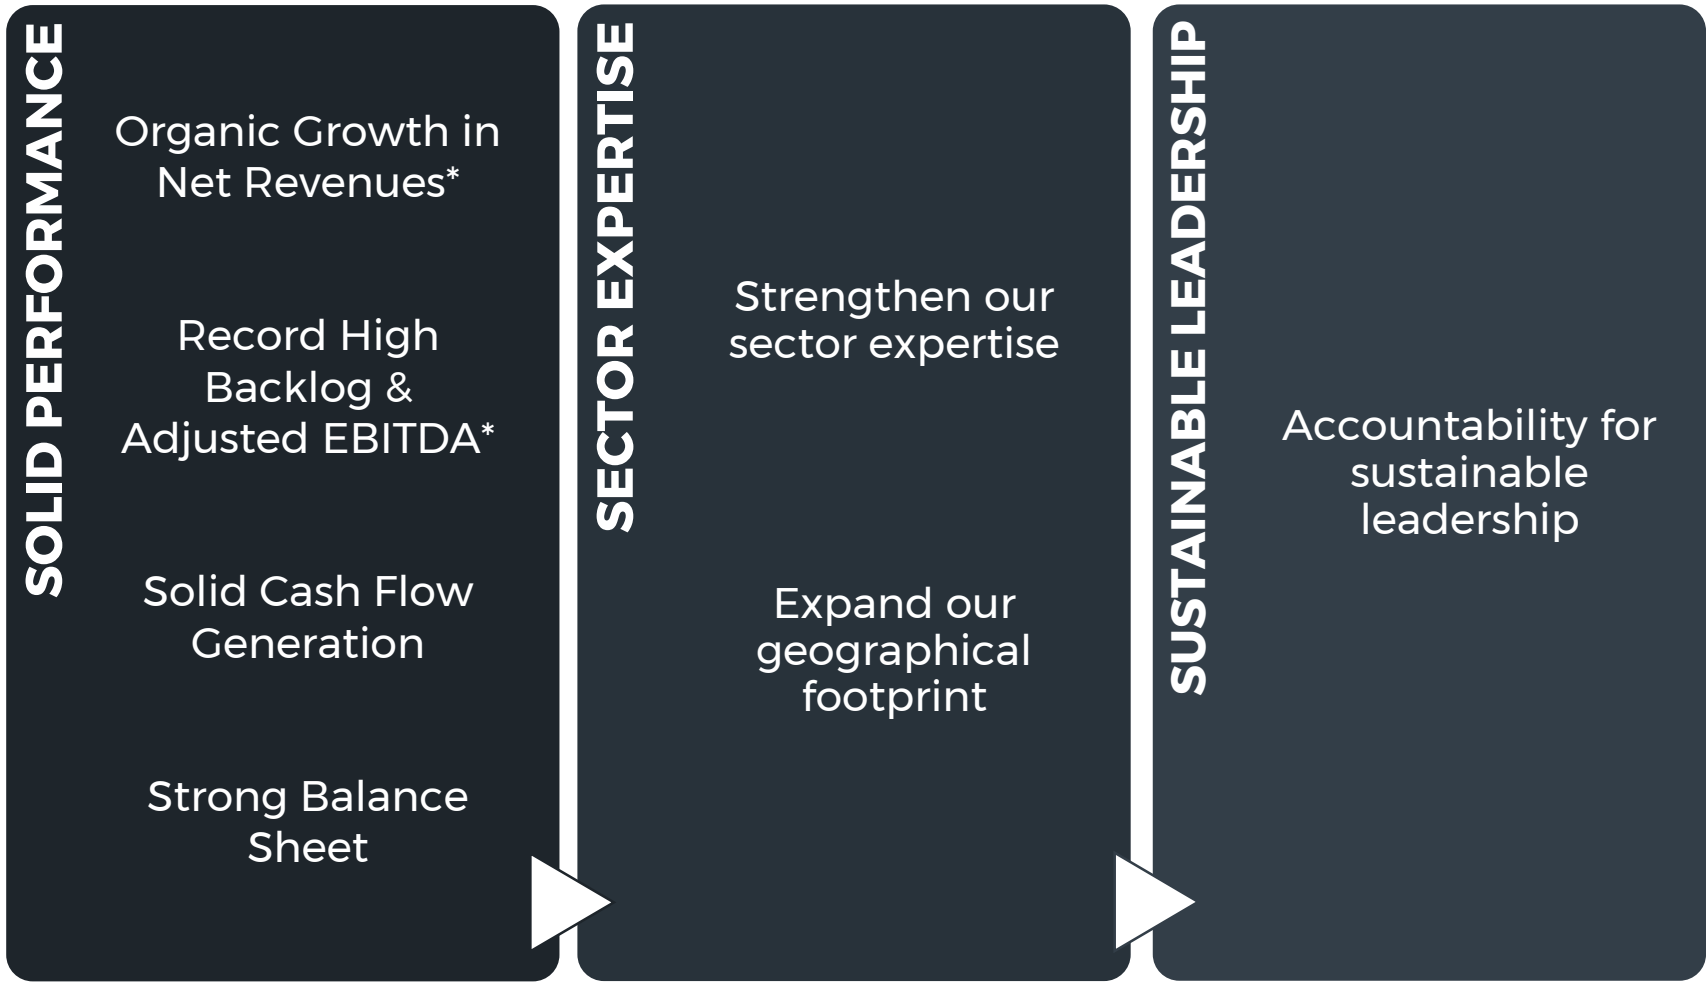 SOLID PERFORMANCE
Organic Growth in
Net Revenues*
Record High
Backlog &
Adjusted EBITDA*
Solid Cash Flow
Generation
Strong Balance
Sheet
SECTOR EXPERTISE
Strengthen our
sector expertise
Expand our
geographical
footprint
SUSTAINABLE LEADERSHIP
Accountability for
sustainable
leadership